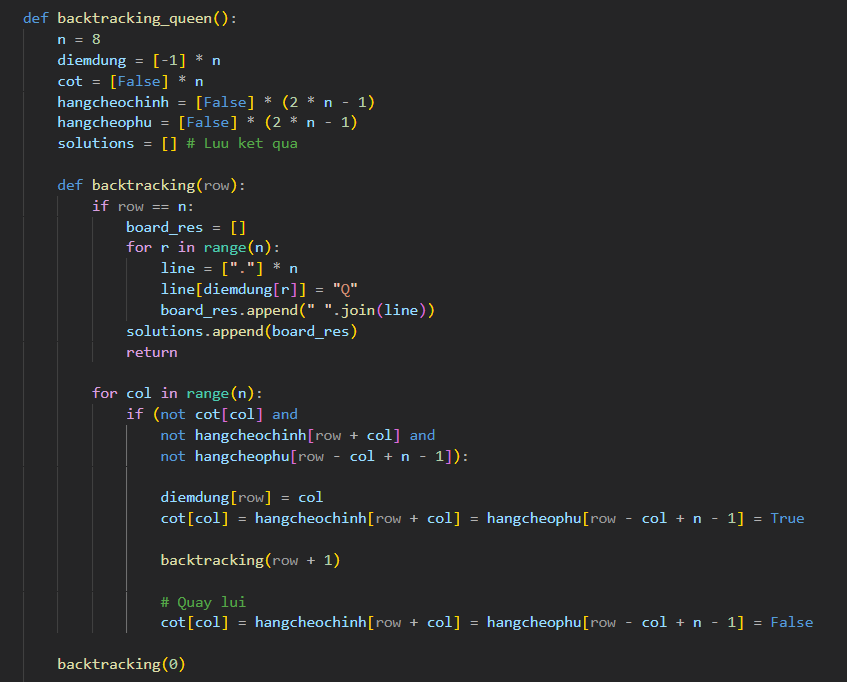 def backtracking_queen():
    n = 8
    diemdung = [-1] * n
    cot = [False] * n
    hangcheochinh = [False] * (2 * n - 1)
    hangcheophu = [False] * (2 * n - 1)
    solutions = [] # Luu ket qua

    def backtracking(row):
        if row == n:
            board_res = []
            for r in range(n):
                line = ["."] * n
                line[diemdung[r]] = "Q"
                board_res.append(" ".join(line))
            solutions.append(board_res)
            return

        for col in range(n):
            if (not cot[col] and
                not hangcheochinh[row + col] and
                not hangcheophu[row - col + n - 1]):

                diemdung[row] = col
                cot[col] = hangcheochinh[row + col] = hangcheophu[row - col + n - 1] = True

                backtracking(row + 1)

                # Quay lui
                cot[col] = hangcheochinh[row + col] = hangcheophu[row - col + n - 1] = False

    backtracking(0)